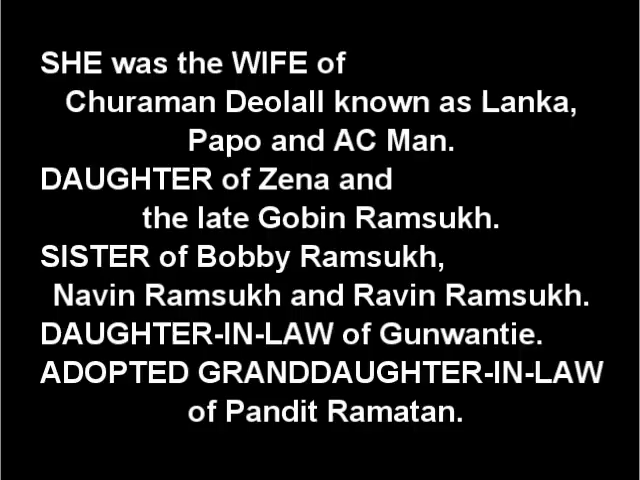 SHE was the WIFE of
Churaman Deolall known as Lanka,
Papo and AC Man.
DAUGHTER of Zena and
the late Gobin Ramsukh.
SISTER of Bobby Ramsukh,
Navin Ramsukh and Ravin Ramsukh.
DAUGHTER-IN-LAW of Gunwantie.
ADOPTED GRANDDAUGHTER-IN-LAW
of Pandit Ramatan.